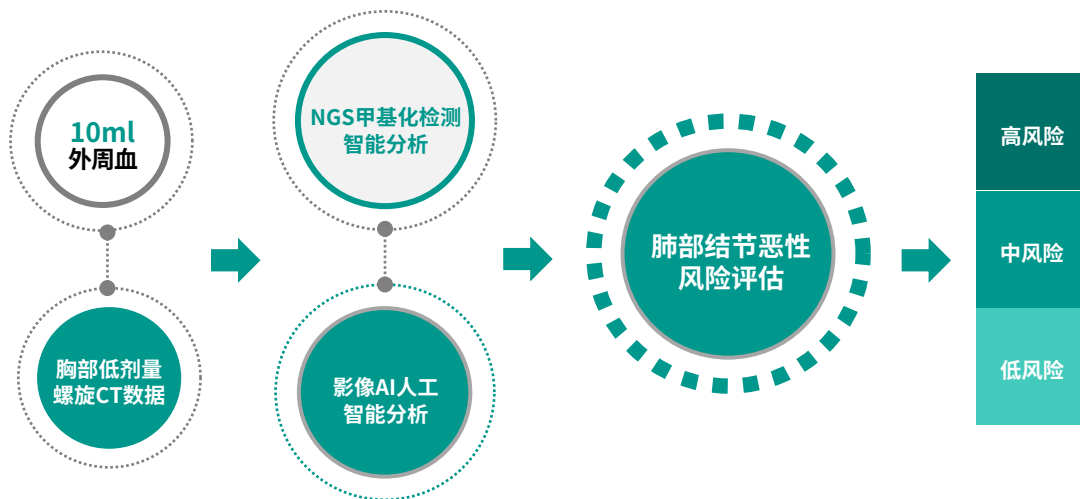 10ml
外周血
胸部低剂量
螺旋CT数据
NGS甲基化检测
智能分析
影像AI人工
智能分析
肺部结节恶性
风险评估
高风险
中风险
低风险